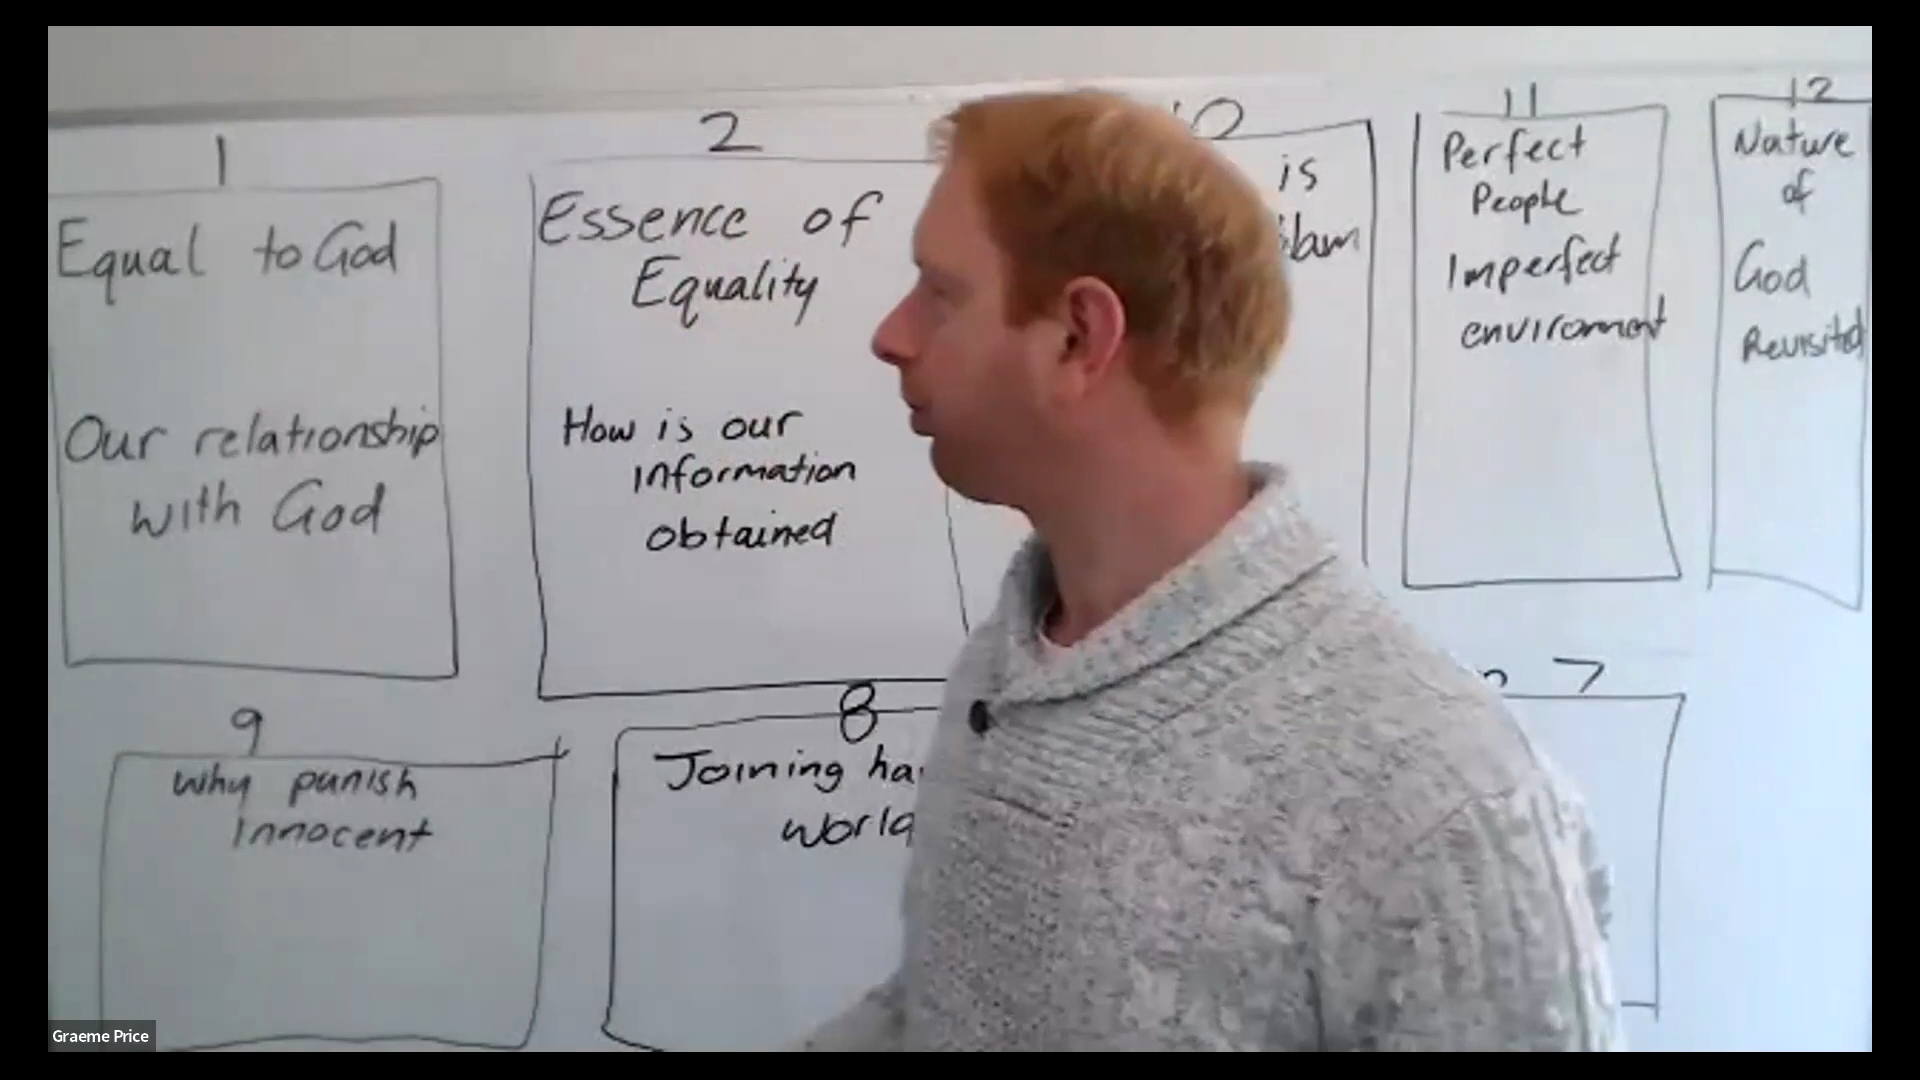 1
Equal to God
Our relationship
with God
2
Essence of
Equality
How is our
information
obtained
10
is
11
Perfect
People
Imperfect
environment
12
Nature
of
God
Revisited
9
why punish
Innocent
8
Joining
7
Graeme Price